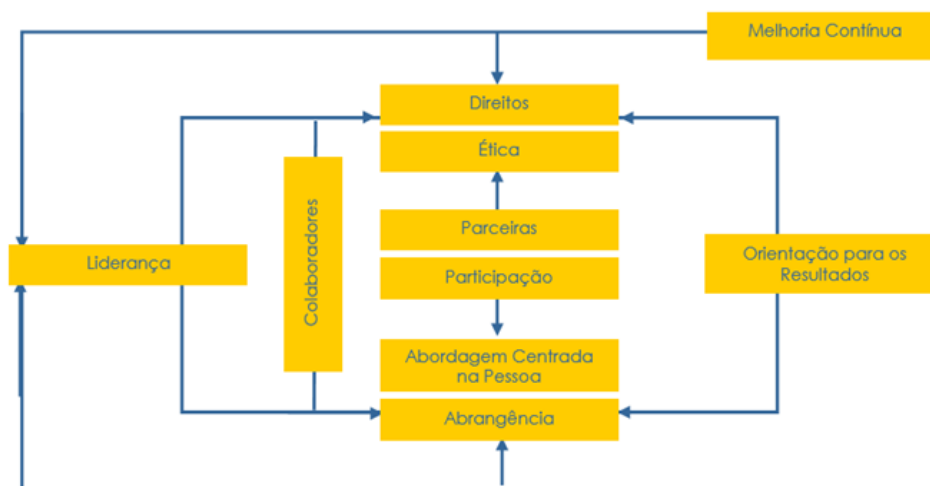 Melhoria Contínua
Direitos
Ética
Colaboradores
Parceiras
Liderança
Participação
Orientação para os
Resultados
Abordagem Centrada
na Pessoa
Abrangência